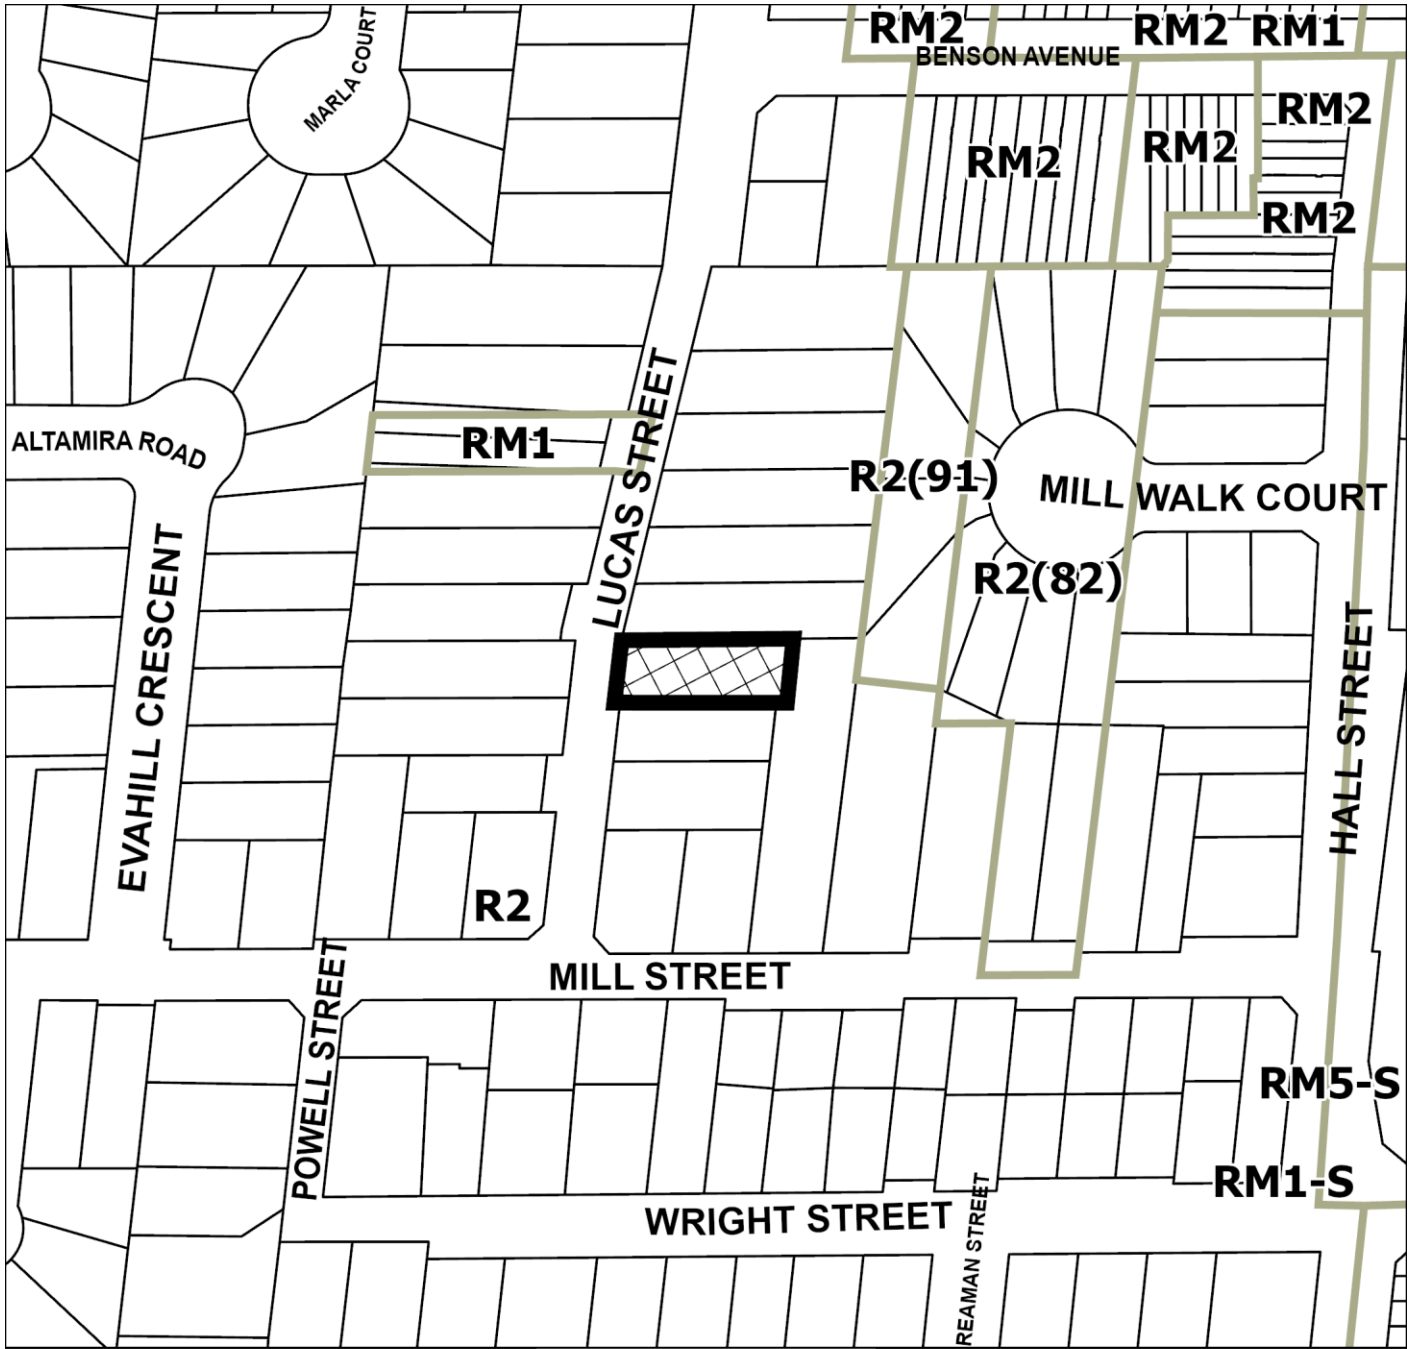 MARLA COURT
RM2
RM2
RM1
BENSON AVENUE
RM2
RM2
RM2
RM2
ALTAMIRA ROAD
RM1
LUCAS STREET
R2(91)
MILL WALK COURT
R2(82)
EVAHILL CRESCENT
HALL STREET
R2
MILL STREET
POWELL STREET
RM5-S
RM1-S
WRIGHT STREET
REAMAN STREET